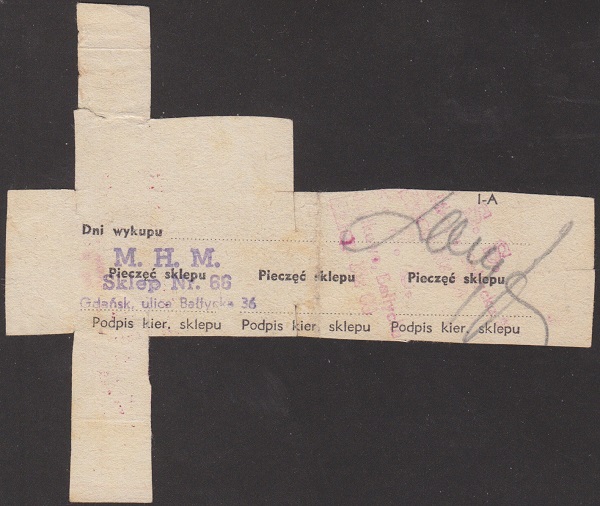 I-A
Dni wykupu
M. H. M.
Pieczęć sklepu Pieczęć sklepu Pieczęć sklepu
Sklep Nr. 66
Gdańsk, ulica Bałtycka 36
Podpis kier. sklepu Podpis kier. sklepu Podpis kier. sklepu